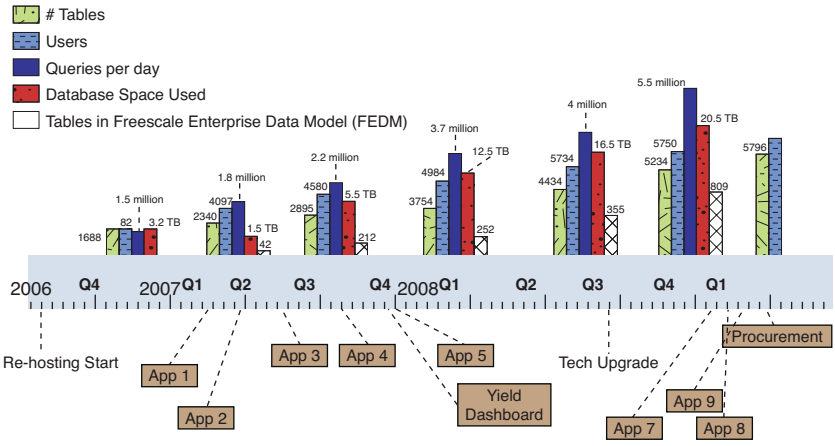 # Tables
Users
Queries per day
Database Space Used
Tables in Freescale Enterprise Data Model (FEDM)
1688
82
1.5 million
3.2 TB
2340
4097
1.8 million
1.5 TB
42
2895
4580
2.2 million
5.5 TB
212
3754
4984
3.7 million
12.5 TB
252
4434
5734
4 million
16.5 TB
355
5234
5750
5.5 million
20.5 TB
809
5796
2006 Q4 2007 Q1 Q2 Q3 Q4 2008 Q1 Q2 Q3 Q4 Q1
Re-hosting Start
App 1
App 2
App 3
App 4
App 5
Yield
Dashboard
Tech Upgrade
App 7
App 9
App 8
Procurement